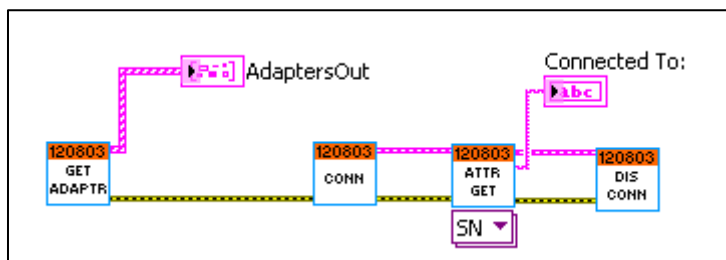 AdaptersOut
Connected To:
abc
120803
GET
ADAPTR
120803
CONN
120803
ATTR
GET
120803
DIS
CONN
SN